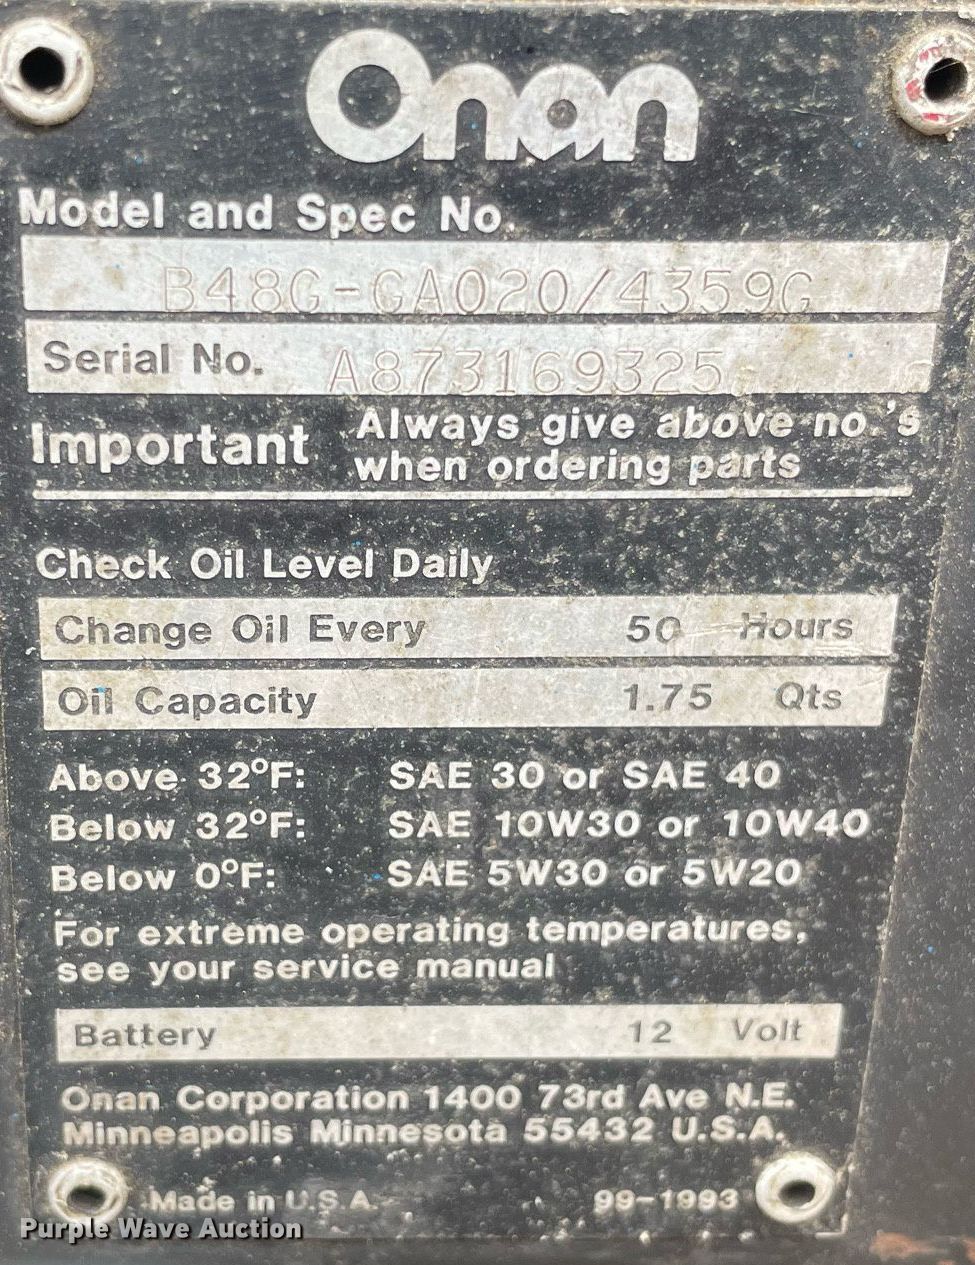 Onan
Model and Spec No.
B48G-GA020/4359G
Serial No. A873169325
Important Always give above no.'s
when ordering parts
Check Oil Level Daily
Change Oil Every 50 Hours
Oil Capacity 1.75 Qts
Above 32°F: SAE 30 or SAE 40
Below 32°F: SAE 10W30 or 10W40
Below 0°F: SAE 5W30 or 5W20
For extreme operating temperatures,
see your service manual
Battery 12 Volt
Onan Corporation 1400 73rd Ave N.E.
Minneapolis Minnesota 55432 U.S.A.
Made in U.S.A. 99-1993
Purple Wave Auction